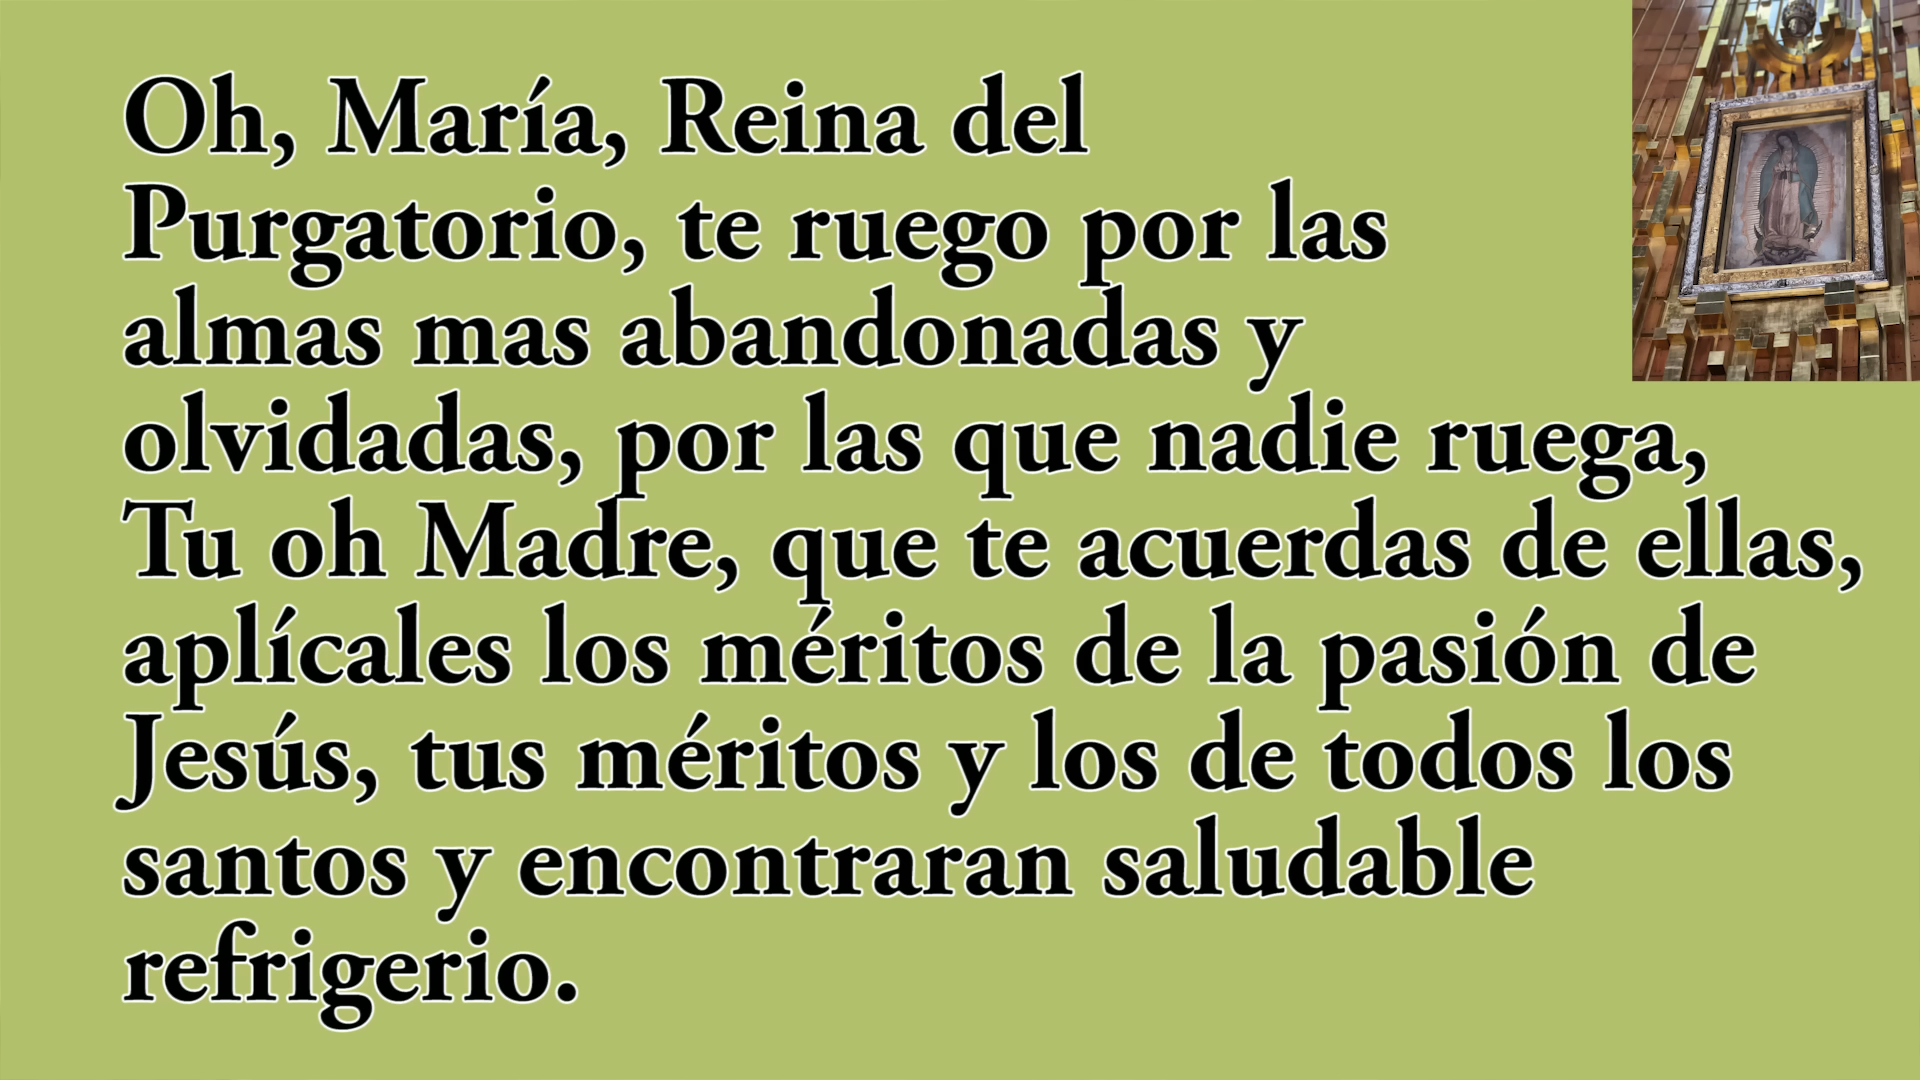 Oh, María, Reina del
Purgatorio, te ruego por las
almas mas abandonadas y
olvidadas, por las que nadie ruega,
Tu oh Madre, que te acuerdas de ellas,
aplícales los méritos de la pasión de
Jesús, tus méritos y los de todos los
santos y encontraran saludable
refrigerio.